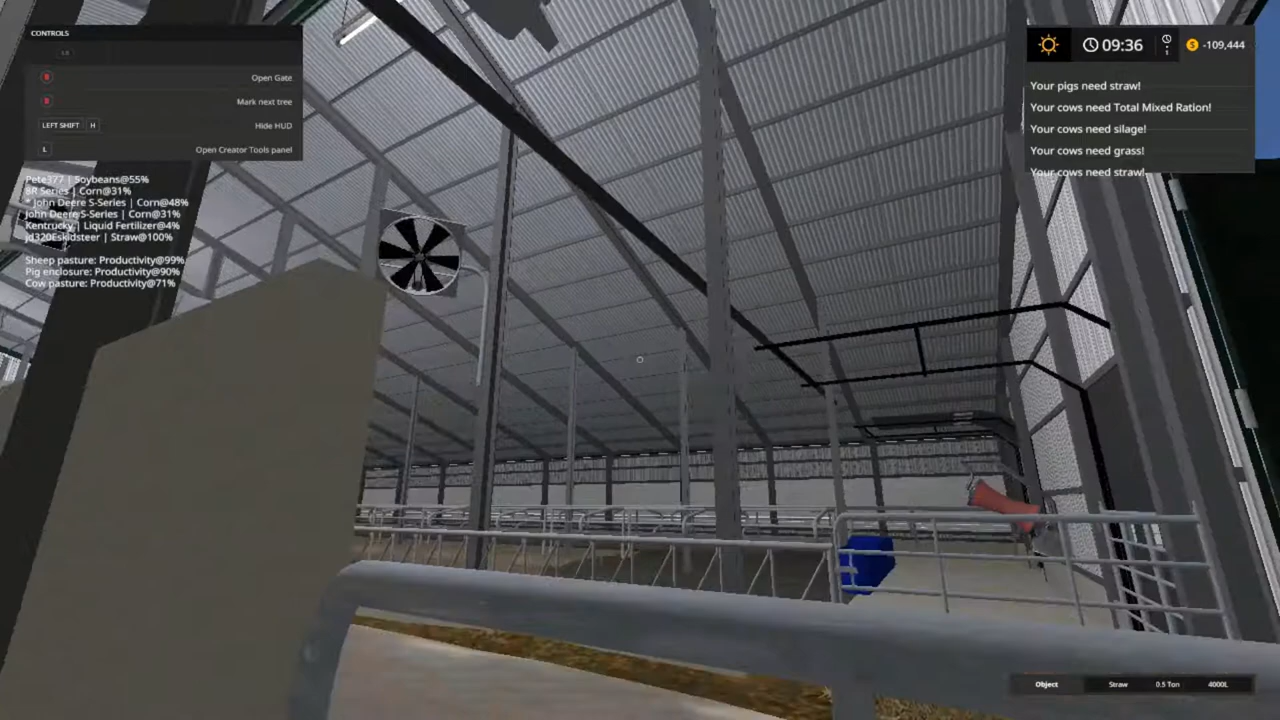 CONTROLS
LB
B Open Gate
B Mark next tree
LEFT SHIFT H Hide HUD
L Open Creator Tools panel
Pete377 | Soybeans@55%
8R Series | Corn@31%
* John Deere S-Series | Corn@48%
John Deere S-Series | Corn@31%
Kentrucky | Liquid Fertilizer@4%
jd320Eskidsteer | Straw@100%
Sheep pasture: Productivity@99%
Pig enclosure: Productivity@90%
Cow pasture: Productivity@71%
09:36 1 $ -109,444
Your pigs need straw!
Your cows need Total Mixed Ration!
Your cows need silage!
Your cows need grass!
Your cows need straw!
Object Straw 0.5 Ton 4000L